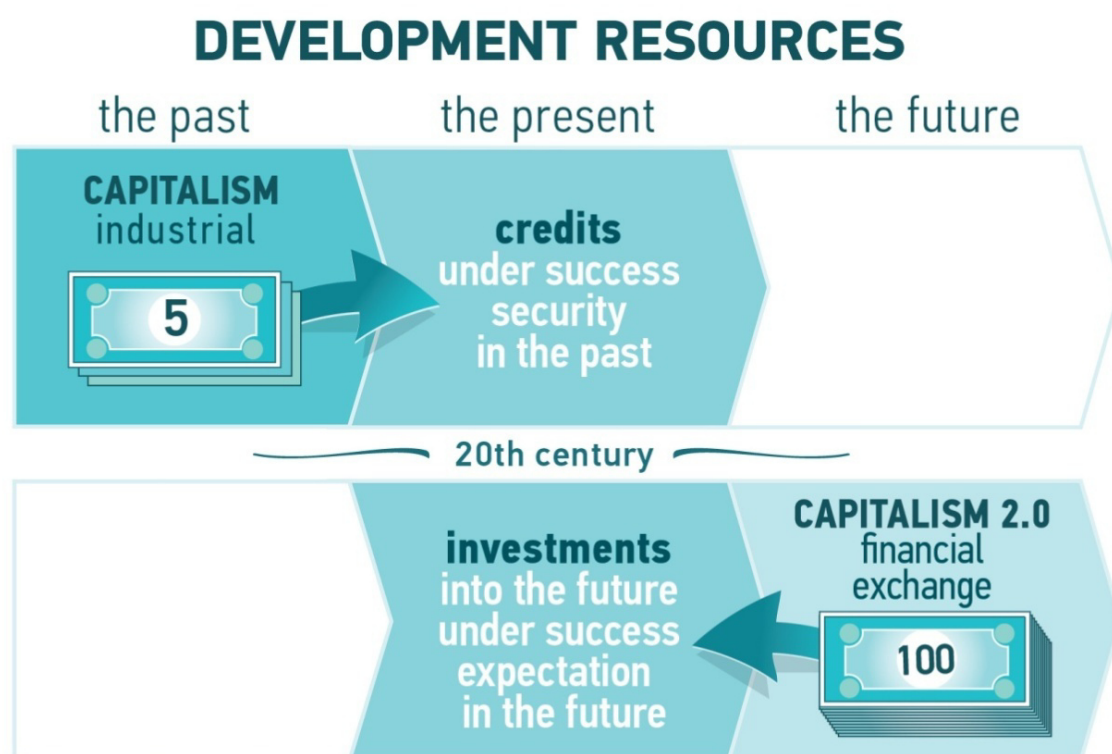 DEVELOPMENT RESOURCES
the past
the present
the future
CAPITALISM
industrial
5
credits
under success
security
in the past
20th century
investments
into the future
under success
expectation
in the future
CAPITALISM 2.0
financial
exchange
100